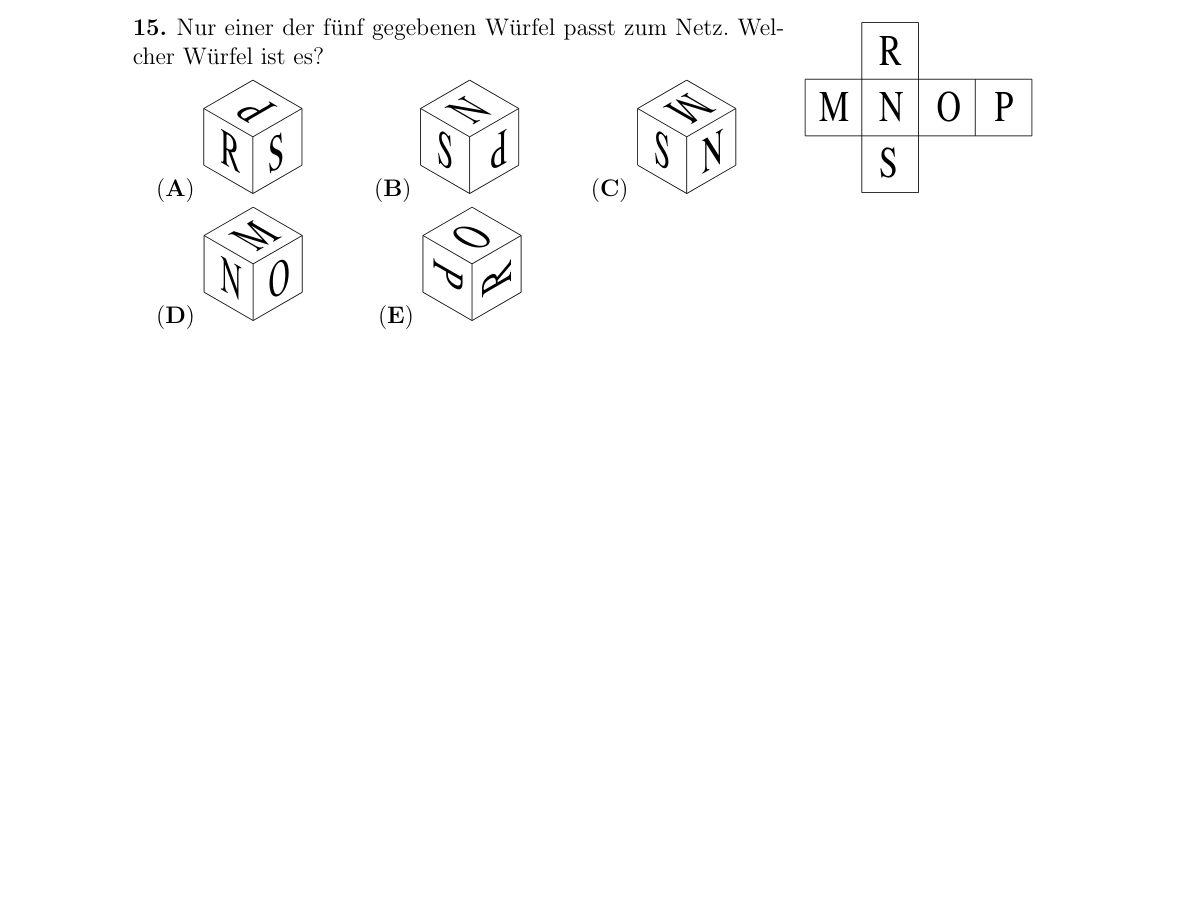 15. Nur einer der fünf gegebenen Würfel passt zum Netz. Wel-
cher Würfel ist es?
R
M N O P
S
P
R S
(A)
N
S P
(B)
M
S N
(C)
M
N O
(D)
O
P R
(E)